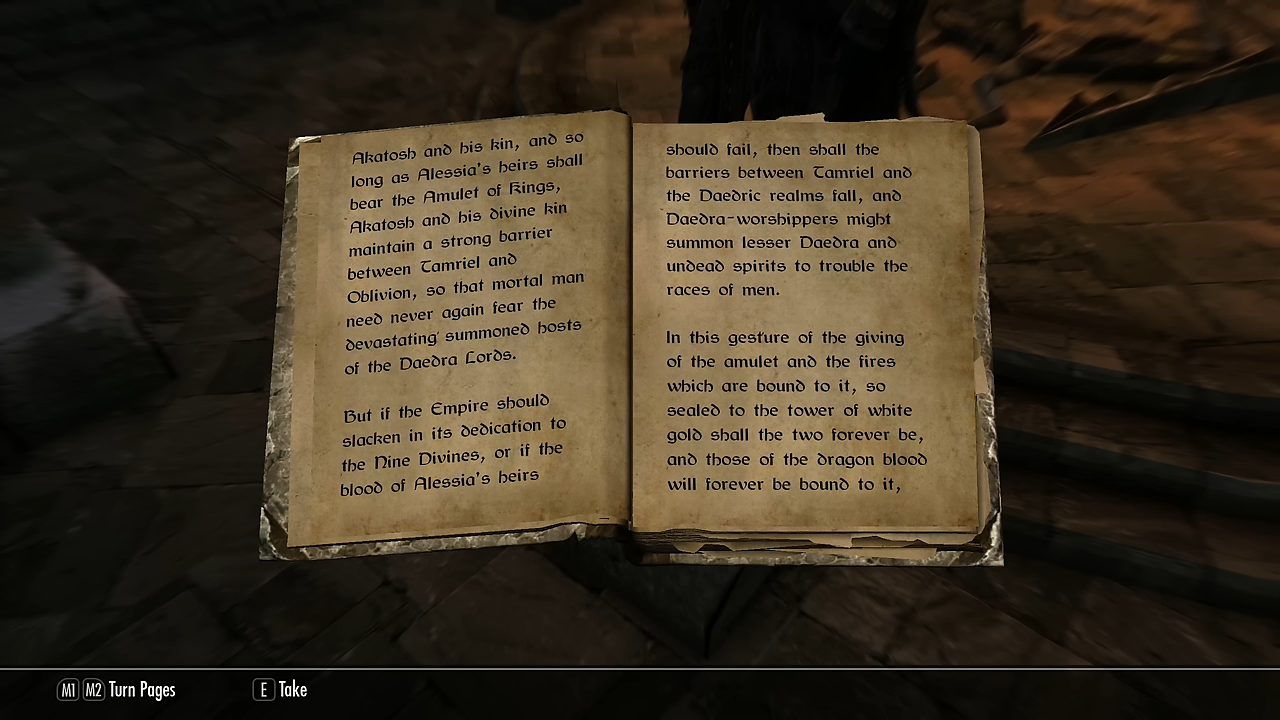 Akatosh and his kin, and so
long as Alessia's heirs shall
bear the Amulet of Kings,
Akatosh and his divine kin
maintain a strong barrier
between Tamriel and
Oblivion, so that mortal man
need never again fear the
devastating summoned hosts
of the Daedra Lords.
But if the Empire should
slacken in its dedication to
the Nine Divines, or if the
blood of Alessia's heirs
should fail, then shall the
barriers between Tamriel and
the Daedric realms fall, and
Daedra-worshippers might
summon lesser Daedra and
undead spirits to trouble the
races of men.
In this gesture of the giving
of the amulet and the fires
which are bound to it, so
sealed to the tower of white
gold shall the two forever be,
and those of the dragon blood
will forever be bound to it,
M1 M2 Turn Pages
E Take